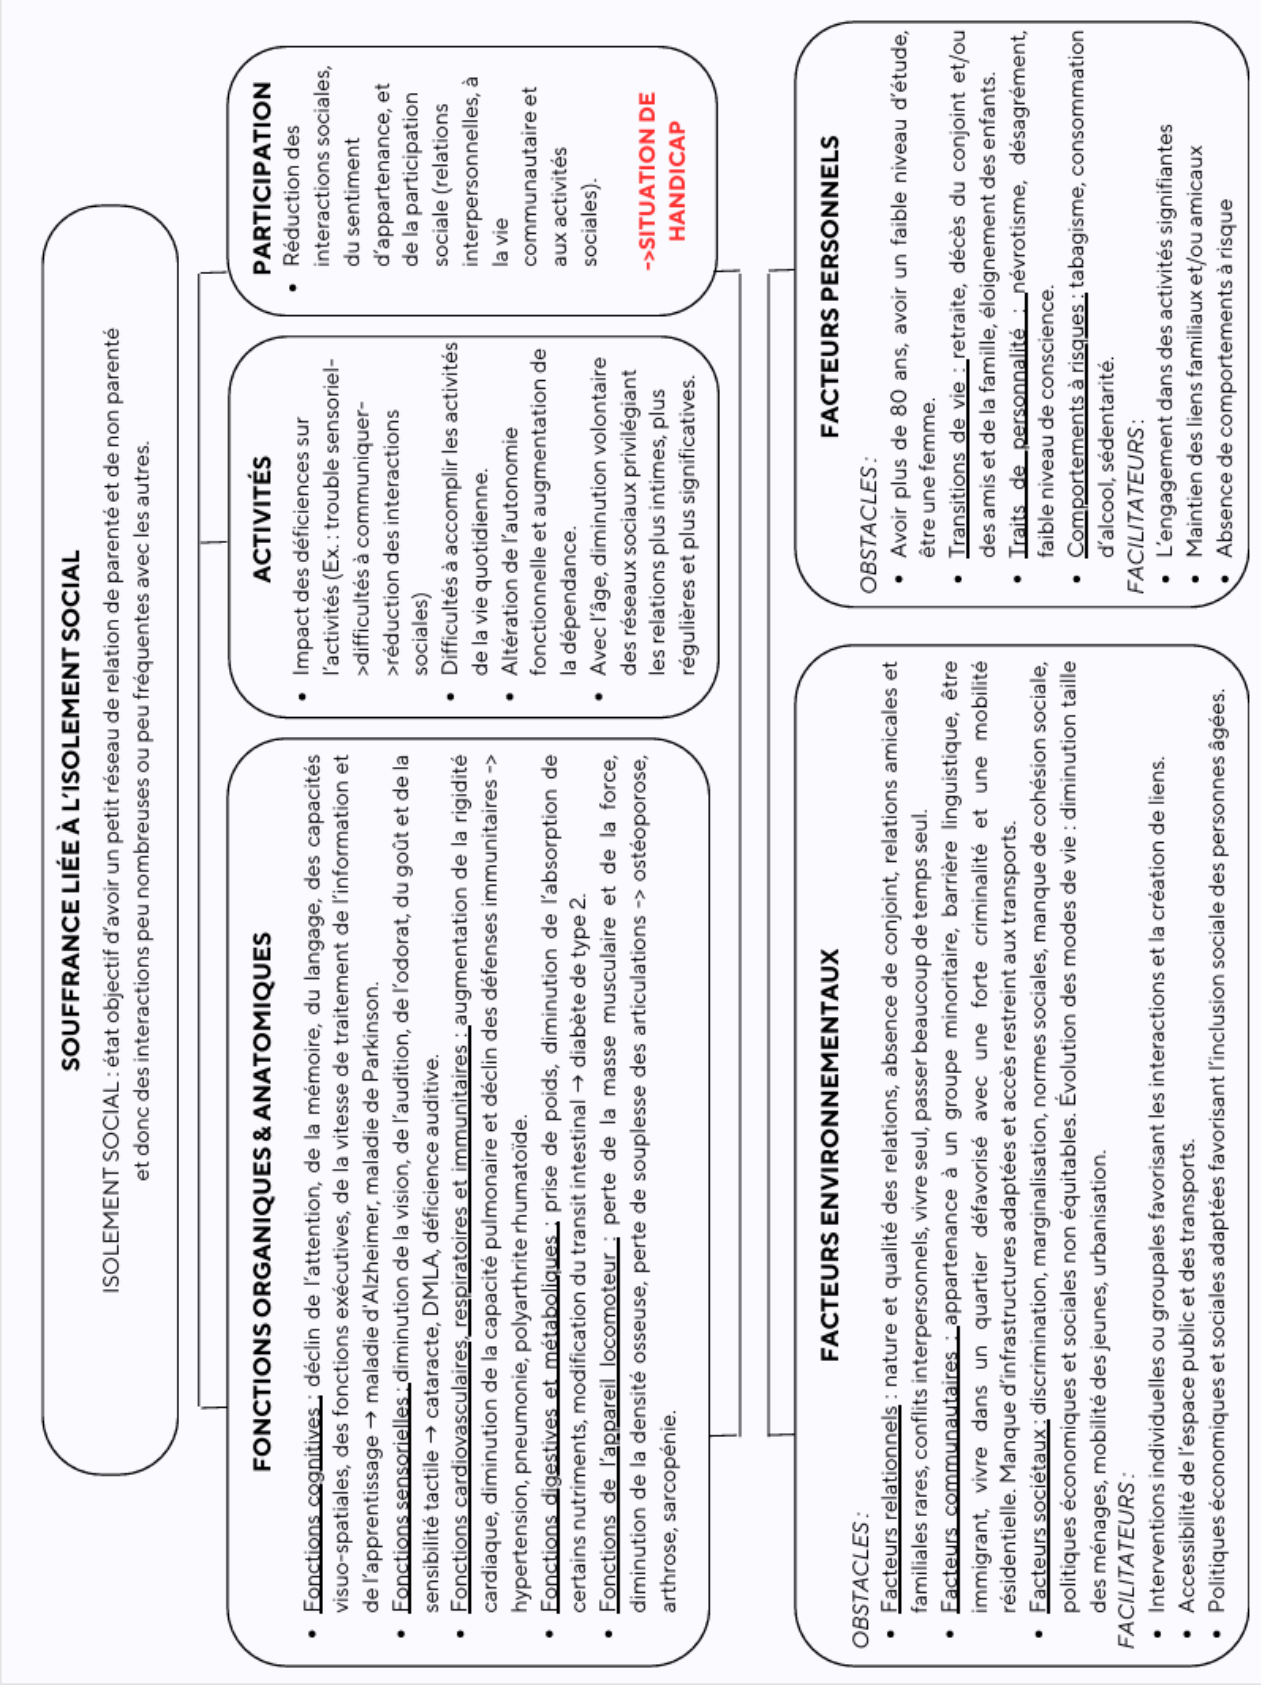 SOUFFRANCE LIÉE À L'ISOLEMENT SOCIAL
ISOLEMENT SOCIAL : état objectif d'avoir un petit réseau de relation de parenté et de non parenté
et donc des interactions peu nombreuses ou peu fréquentes avec les autres.
FONCTIONS ORGANIQUES & ANATOMIQUES
• Fonctions cognitives : déclin de l'attention, de la mémoire, du langage, des capacités
visuo-spatiales, des fonctions exécutives, de la vitesse de traitement de l'information et
de l'apprentissage → maladie d'Alzheimer, maladie de Parkinson.
• Fonctions sensorielles : diminution de la vision, de l'audition, de l'odorat, du goût et de la
sensibilité tactile → cataracte, DMLA, déficience auditive.
• Fonctions cardiovasculaires, respiratoires et immunitaires : augmentation de la rigidité
cardiaque, diminution de la capacité pulmonaire et déclin des défenses immunitaires ->
hypertension, pneumonie, polyarthrite rhumatoïde.
• Fonctions digestives et métaboliques : prise de poids, diminution de l'absorption de
certains nutriments, modification du transit intestinal → diabète de type 2.
• Fonctions de l'appareil locomoteur : perte de la masse musculaire et de la force,
diminution de la densité osseuse, perte de souplesse des articulations -> ostéoporose,
arthrose, sarcopénie.
ACTIVITÉS
• Impact des déficiences sur
l'activités (Ex. : trouble sensoriel-
>difficultés à communiquer-
>réduction des interactions
sociales)
• Difficultés à accomplir les activités
de la vie quotidienne.
• Altération de l'autonomie
fonctionnelle et augmentation de
la dépendance.
• Avec l'âge, diminution volontaire
des réseaux sociaux privilégiant
les relations plus intimes, plus
régulières et plus significatives.
PARTICIPATION
• Réduction des
interactions sociales,
du sentiment
d'appartenance, et
de la participation
sociale (relations
interpersonnelles, à
la vie
communautaire et
aux activités
sociales).
->SITUATION DE
HANDICAP
FACTEURS ENVIRONNEMENTAUX
OBSTACLES :
• Facteurs relationnels : nature et qualité des relations, absence de conjoint, relations amicales et
familiales rares, conflits interpersonnels, vivre seul, passer beaucoup de temps seul.
• Facteurs communautaires : appartenance à un groupe minoritaire, barrière linguistique, être
immigrant, vivre dans un quartier défavorisé avec une forte criminalité et une mobilité
résidentielle. Manque d'infrastructures adaptées et accès restreint aux transports.
• Facteurs sociétaux : discrimination, marginalisation, normes sociales, manque de cohésion sociale,
politiques économiques et sociales non équitables. Évolution des modes de vie : diminution taille
des ménages, mobilité des jeunes, urbanisation.
FACILITATEURS :
• Interventions individuelles ou groupales favorisant les interactions et la création de liens.
• Accessibilité de l'espace public et des transports.
• Politiques économiques et sociales adaptées favorisant l'inclusion sociale des personnes âgées.
FACTEURS PERSONNELS
OBSTACLES :
• Avoir plus de 80 ans, avoir un faible niveau d'étude,
être une femme.
• Transitions de vie : retraite, décès du conjoint et/ou
des amis et de la famille, éloignement des enfants.
• Traits de personnalité : névrotisme, désagrément,
faible niveau de conscience.
• Comportements à risques : tabagisme, consommation
d'alcool, sédentarité.
FACILITATEURS :
• L'engagement dans des activités signifiantes
• Maintien des liens familiaux et/ou amicaux
• Absence de comportements à risque